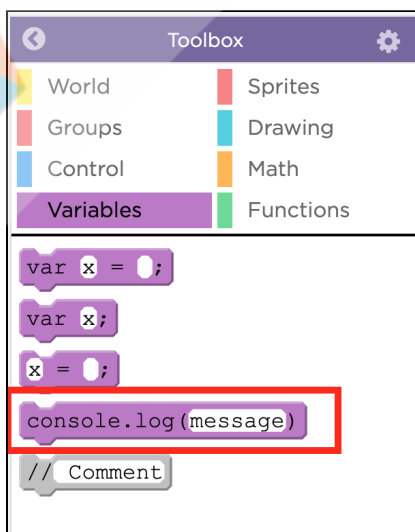 Toolbox
World Sprites
Groups Drawing
Control Math
Variables Functions
var x = ;
var x;
x = ;
console.log(message)
// Comment